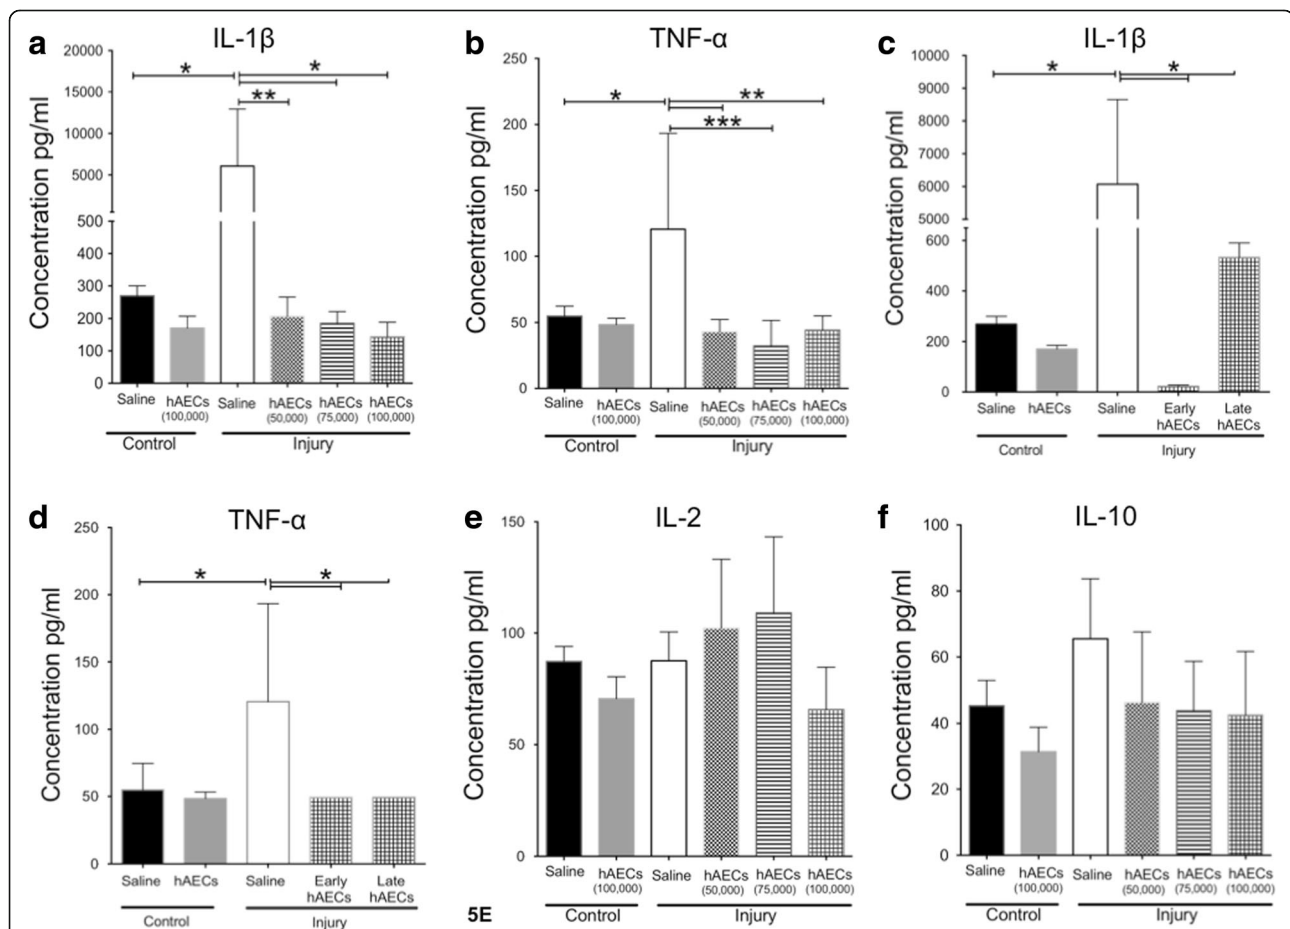 a
IL-1β
Concentration pg/ml
20000
15000
10000
5000
500
400
300
200
100
0
*
*
**
Saline
hAECs
(100,000)
Saline
hAECs
(50,000)
hAECs
(75,000)
hAECs
(100,000)
Control
Injury
b
TNF-α
Concentration pg/ml
250
200
150
100
50
0
*
**
***
Saline
hAECs
(100,000)
Saline
hAECs
(50,000)
hAECs
(75,000)
hAECs
(100,000)
Control
Injury
c
IL-1β
Concentration pg/ml
10000
9000
8000
7000
6000
5000
600
400
200
0
*
*
Saline
hAECs
Saline
Early
hAECs
Late
hAECs
Control
Injury
d
TNF-α
Concentration pg/ml
250
200
150
100
50
0
*
*
Saline
hAECs
Saline
Early
hAECs
Late
hAECs
Control
Injury
e
IL-2
Concentration pg/ml
150
100
50
0
Saline
hAECs
(100,000)
Saline
hAECs
(50,000)
hAECs
(75,000)
hAECs
(100,000)
5E
Control
Injury
f
IL-10
Concentration pg/ml
100
80
60
40
20
0
Saline
hAECs
(100,000)
Saline
hAECs
(50,000)
hAECs
(75,000)
hAECs
(100,000)
Control
Injury